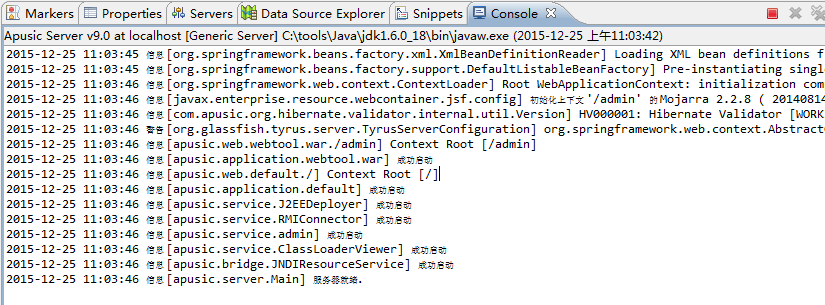 Markers Properties Servers Data Source Explorer Snippets Console
Apusic Server v9.0 at localhost [Generic Server] C:\tools\Java\jdk1.6.0_18\bin\javaw.exe (2015-12-25 上午11:03:42)
2015-12-25 11:03:45 信息 [org.springframework.beans.factory.xml.XmlBeanDefinitionReader] Loading XML bean definitions f
2015-12-25 11:03:45 信息 [org.springframework.beans.factory.support.DefaultListableBeanFactory] Pre-instantiating singl
2015-12-25 11:03:46 信息 [org.springframework.web.context.ContextLoader] Root WebApplicationContext: initialization com
2015-12-25 11:03:46 信息 [javax.enterprise.resource.webcontainer.jsf.config] 初始化上下文 '/admin' 的 Mojarra 2.2.8 ( 20140814
2015-12-25 11:03:46 信息 [com.apusic.org.hibernate.validator.internal.util.Version] HV000001: Hibernate Validator [WORK
2015-12-25 11:03:46 警告 [org.glassfish.tyrus.server.TyrusServerConfiguration] org.springframework.web.context.Abstract
2015-12-25 11:03:46 信息 [apusic.web.webtool.war./admin] Context Root [/admin]
2015-12-25 11:03:46 信息 [apusic.application.webtool.war] 成功启动
2015-12-25 11:03:46 信息 [apusic.web.default./] Context Root [/]
2015-12-25 11:03:46 信息 [apusic.application.default] 成功启动
2015-12-25 11:03:46 信息 [apusic.service.J2EEDeployer] 成功启动
2015-12-25 11:03:46 信息 [apusic.service.RMIConnector] 成功启动
2015-12-25 11:03:46 信息 [apusic.service.admin] 成功启动
2015-12-25 11:03:46 信息 [apusic.service.ClassLoaderViewer] 成功启动
2015-12-25 11:03:46 信息 [apusic.bridge.JNDIResourceService] 成功启动
2015-12-25 11:03:46 信息 [apusic.server.Main] 服务器就绪.